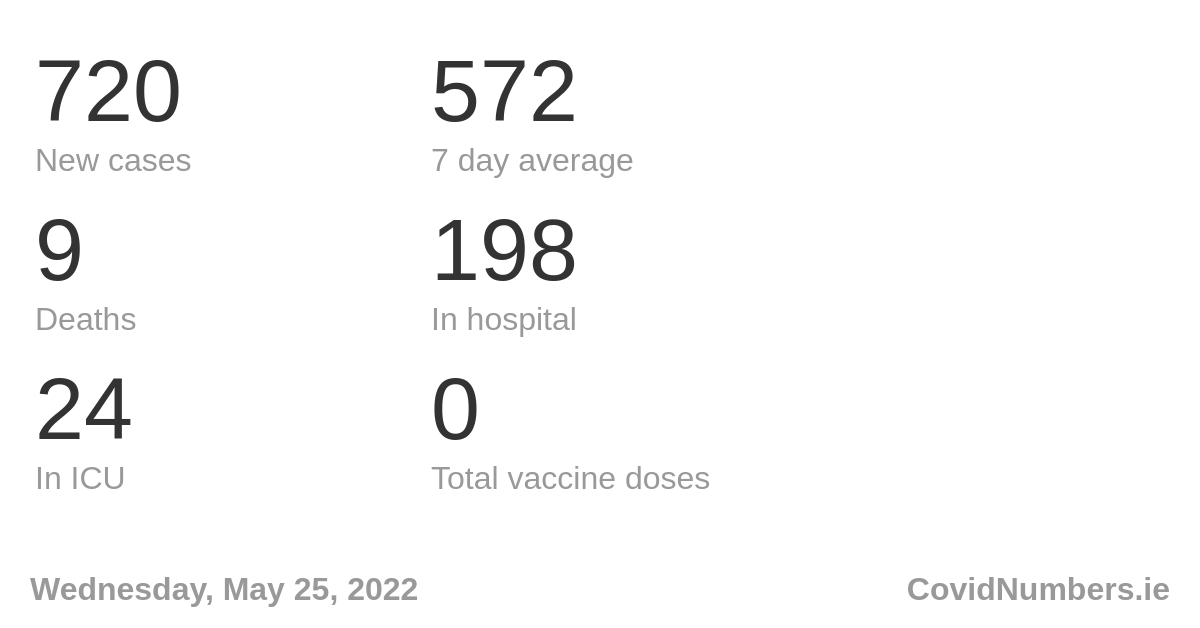 720
New cases
572
7 day average
9
Deaths
198
In hospital
24
In ICU
0
Total vaccine doses
Wednesday, May 25, 2022
CovidNumbers.ie